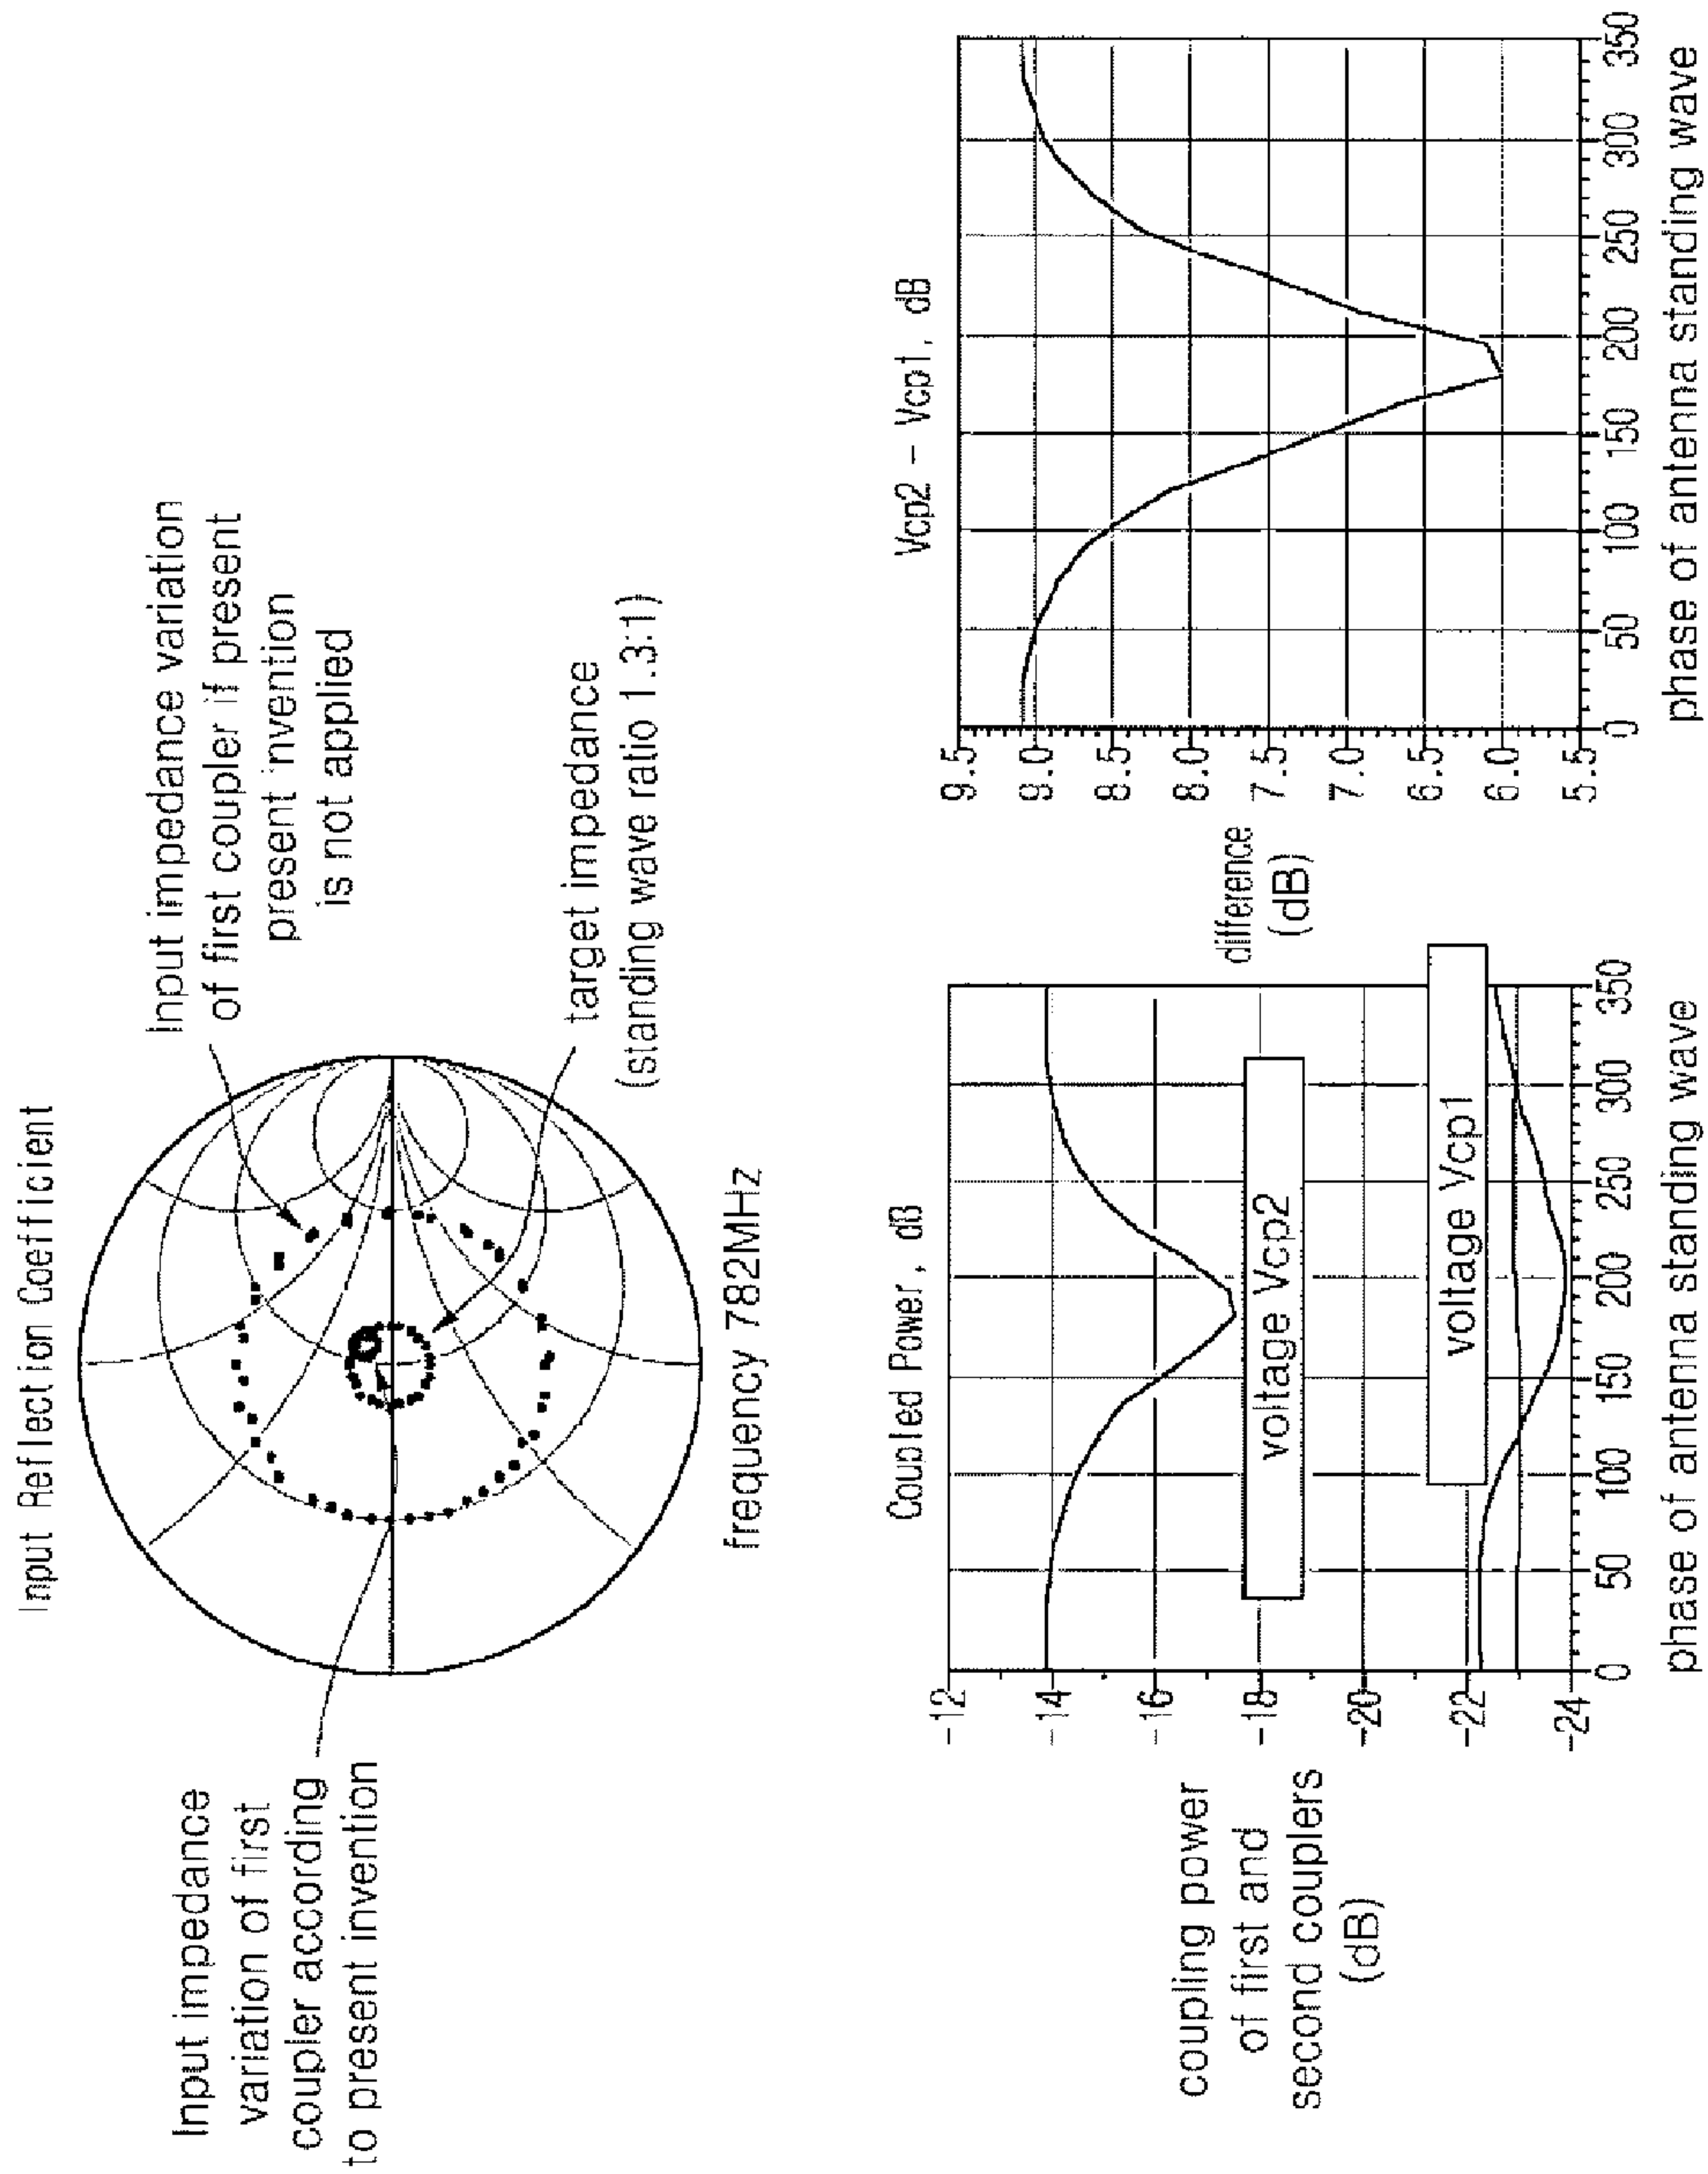 Input Reflection Coefficient
Input impedance
variation of first
coupler according
to present invention
Input impedance variation
of first coupler if present
present invention
is not applied
target impedance
(standing wave ratio 1.3:1)
frequency 782MHz
Coupled Power, dB
coupling power
of first and
second couplers
(dB)
-12
-14
-16
-18
-20
-22
-24
voltage Vcp2
voltage Vcp1
0 50 100 150 200 250 300 350
phase of antenna standing wave
Vcp2 - Vcp1, dB
difference
(dB)
9.5
9.0
8.5
8.0
7.5
7.0
6.5
6.0
5.5
0 50 100 150 200 250 300 350
phase of antenna standing wave